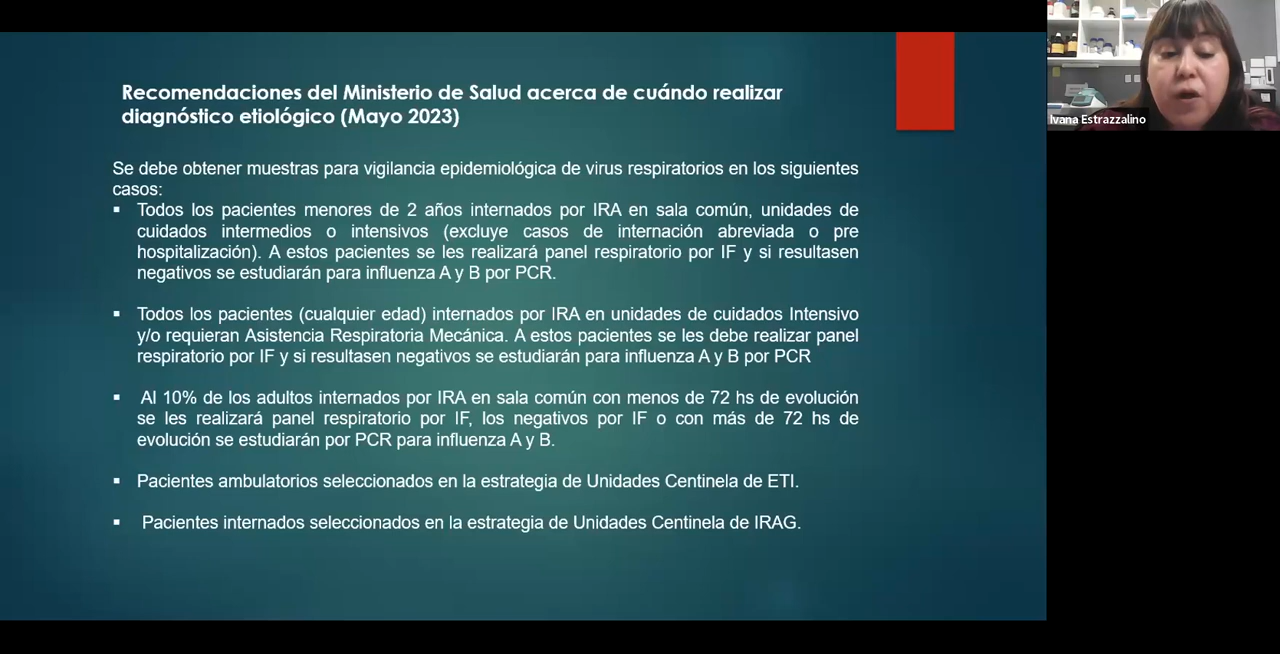 Recomendaciones del Ministerio de Salud acerca de cuándo realizar
diagnóstico etiológico (Mayo 2023)
Se debe obtener muestras para vigilancia epidemiológica de virus respiratorios en los siguientes
casos:
▪ Todos los pacientes menores de 2 años internados por IRA en sala común, unidades de
cuidados intermedios o intensivos (excluye casos de internación abreviada o pre
hospitalización). A estos pacientes se les realizará panel respiratorio por IF y si resultasen
negativos se estudiarán para influenza A y B por PCR.
▪ Todos los pacientes (cualquier edad) internados por IRA en unidades de cuidados Intensivo
y/o requieran Asistencia Respiratoria Mecánica. A estos pacientes se les debe realizar panel
respiratorio por IF y si resultasen negativos se estudiarán para influenza A y B por PCR
▪ Al 10% de los adultos internados por IRA en sala común con menos de 72 hs de evolución
se les realizará panel respiratorio por IF, los negativos por IF o con más de 72 hs de
evolución se estudiarán por PCR para influenza A y B.
▪ Pacientes ambulatorios seleccionados en la estrategia de Unidades Centinela de ETI.
▪ Pacientes internados seleccionados en la estrategia de Unidades Centinela de IRAG.
Ivana Estrazzalino